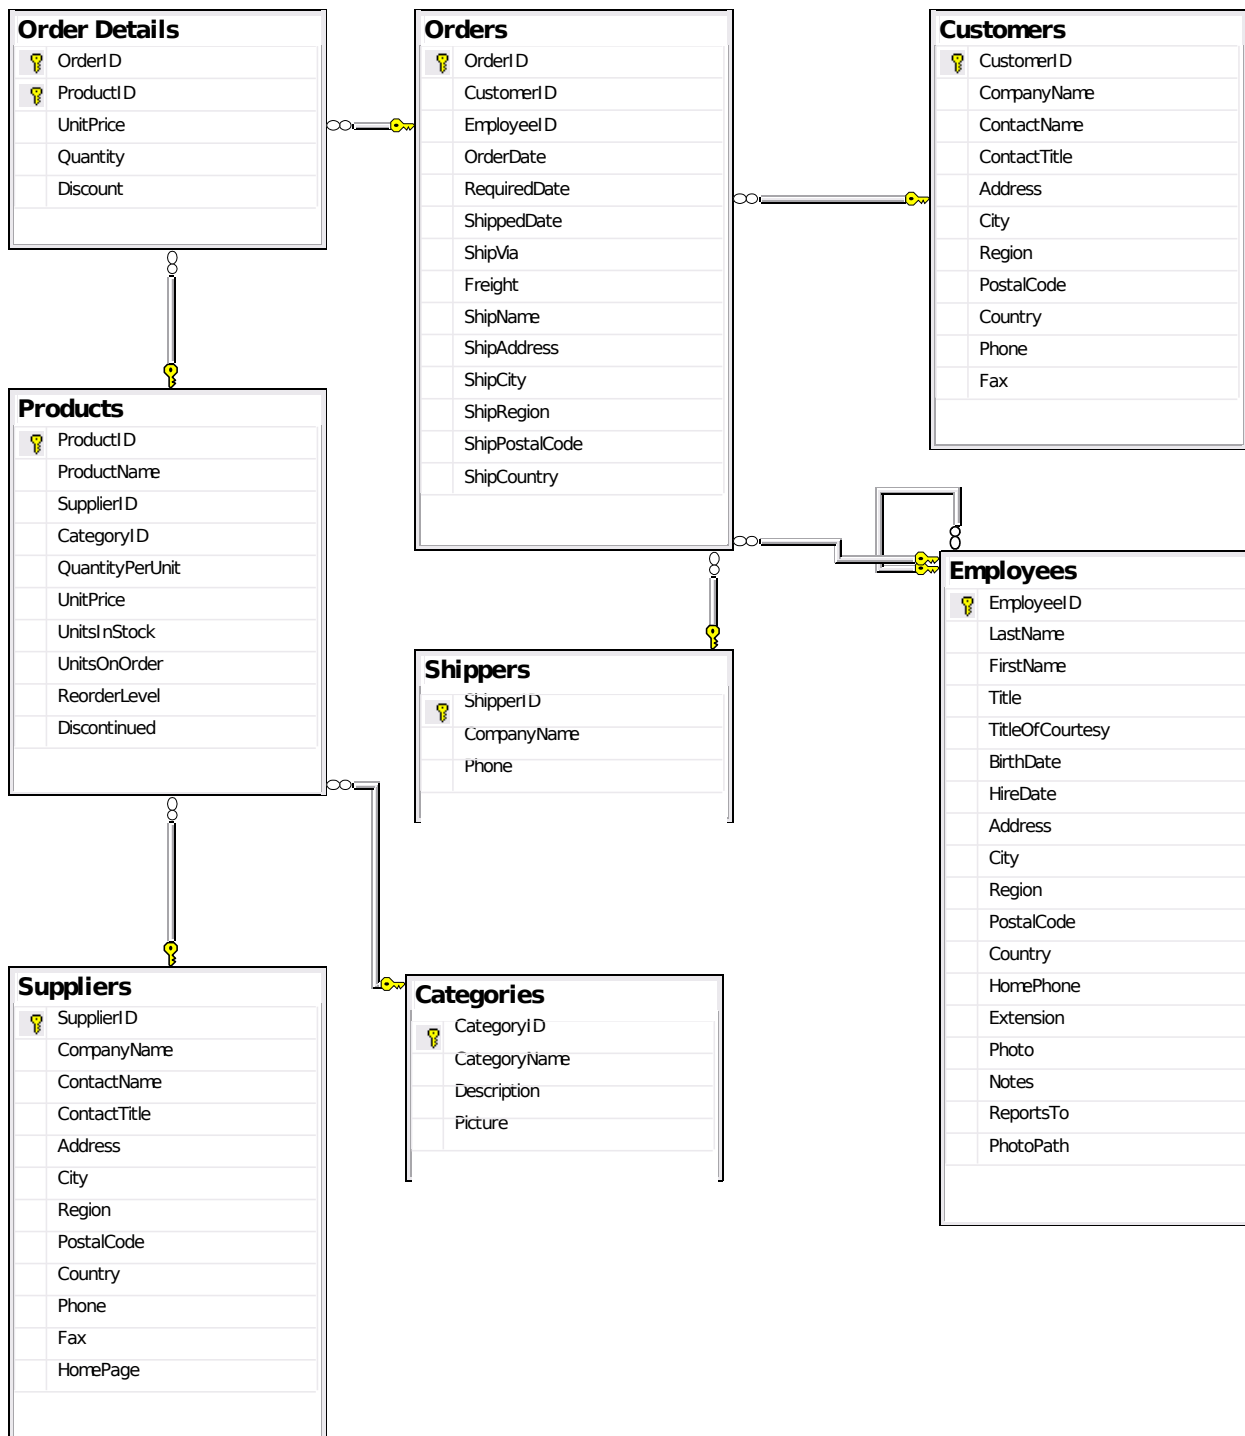 Order Details
OrderID
ProductID
UnitPrice
Quantity
Discount
Orders
OrderID
CustomerID
EmployeeID
OrderDate
RequiredDate
ShippedDate
ShipVia
Freight
ShipName
ShipAddress
ShipCity
ShipRegion
ShipPostalCode
ShipCountry
Customers
CustomerID
CompanyName
ContactName
ContactTitle
Address
City
Region
PostalCode
Country
Phone
Fax
Products
ProductID
ProductName
SupplierID
CategoryID
QuantityPerUnit
UnitPrice
UnitsInStock
UnitsOnOrder
ReorderLevel
Discontinued
Shippers
ShipperID
CompanyName
Phone
Employees
EmployeeID
LastName
FirstName
Title
TitleOfCourtesy
BirthDate
HireDate
Address
City
Region
PostalCode
Country
HomePhone
Extension
Photo
Notes
ReportsTo
PhotoPath
Suppliers
SupplierID
CompanyName
ContactName
ContactTitle
Address
City
Region
PostalCode
Country
Phone
Fax
HomePage
Categories
CategoryID
CategoryName
Description
Picture